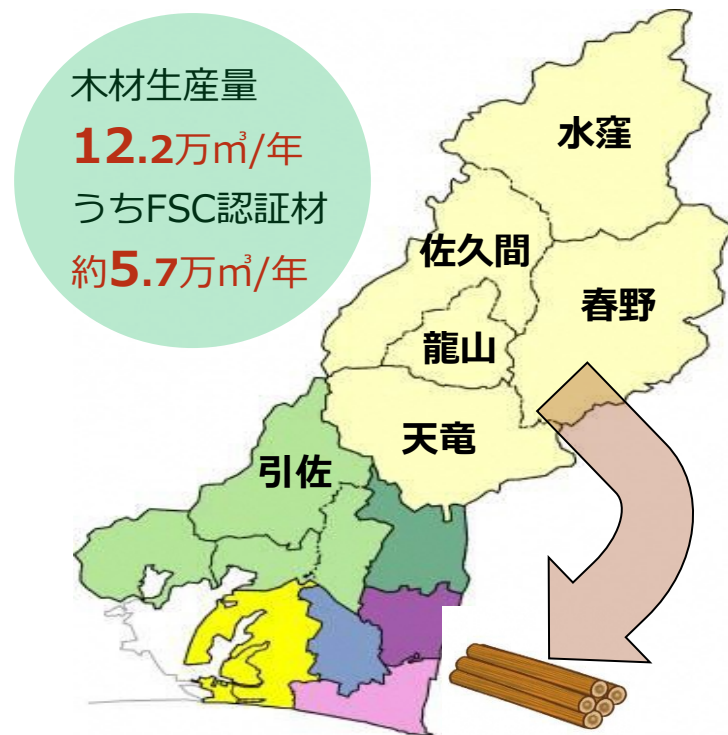 木材生産量
12.2万㎥/年
うちFSC認証材
約5.7万㎥/年
水窪
佐久間
春野
龍山
天竜
引佐